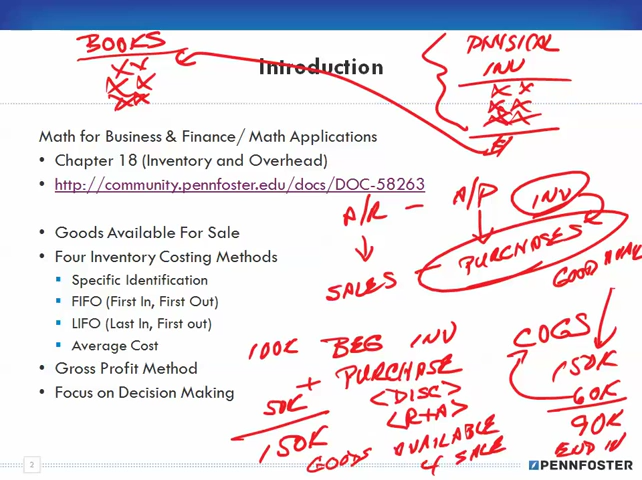 BOOKS
PHYSICAL
INV
Introduction
Math for Business & Finance/ Math Applications
• Chapter 18 (Inventory and Overhead)
• http://community.pennfoster.edu/docs/DOC-58263
A/R – A/P INV
SALES – PURCHASES
GOOD AVAIL
• Goods Available For Sale
• Four Inventory Costing Methods
▪ Specific Identification
▪ FIFO (First In, First Out)
▪ LIFO (Last In, First out)
▪ Average Cost
• Gross Profit Method
• Focus on Decision Making
100K BEG INV
+ PURCHASE
<DISC>
50K <R+A>
150K
GOODS AVAILABLE
4 SALE
COGS
150K
60K
90K
END IN
2
PENNFOSTER